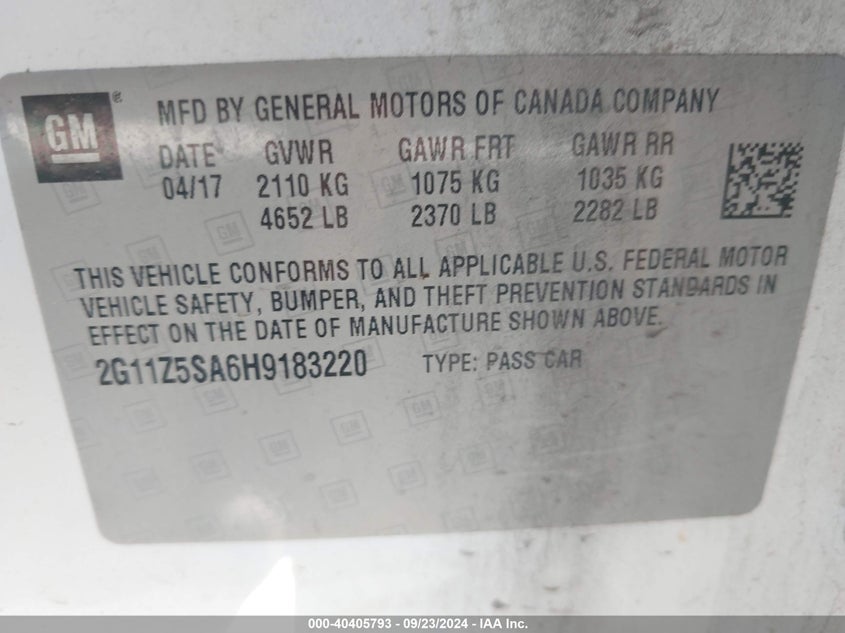 GM ® MFD BY GENERAL MOTORS OF CANADA COMPANY
DATE GVWR GAWR FRT GAWR RR
04/17 2110 KG 1075 KG 1035 KG
4652 LB 2370 LB 2282 LB
THIS VEHICLE CONFORMS TO ALL APPLICABLE U.S. FEDERAL MOTOR
VEHICLE SAFETY, BUMPER, AND THEFT PREVENTION STANDARDS IN
EFFECT ON THE DATE OF MANUFACTURE SHOWN ABOVE.
2G11Z5SA6H9183220 TYPE: PASS CAR
000-40405793 - 09/23/2024 - IAA Inc.